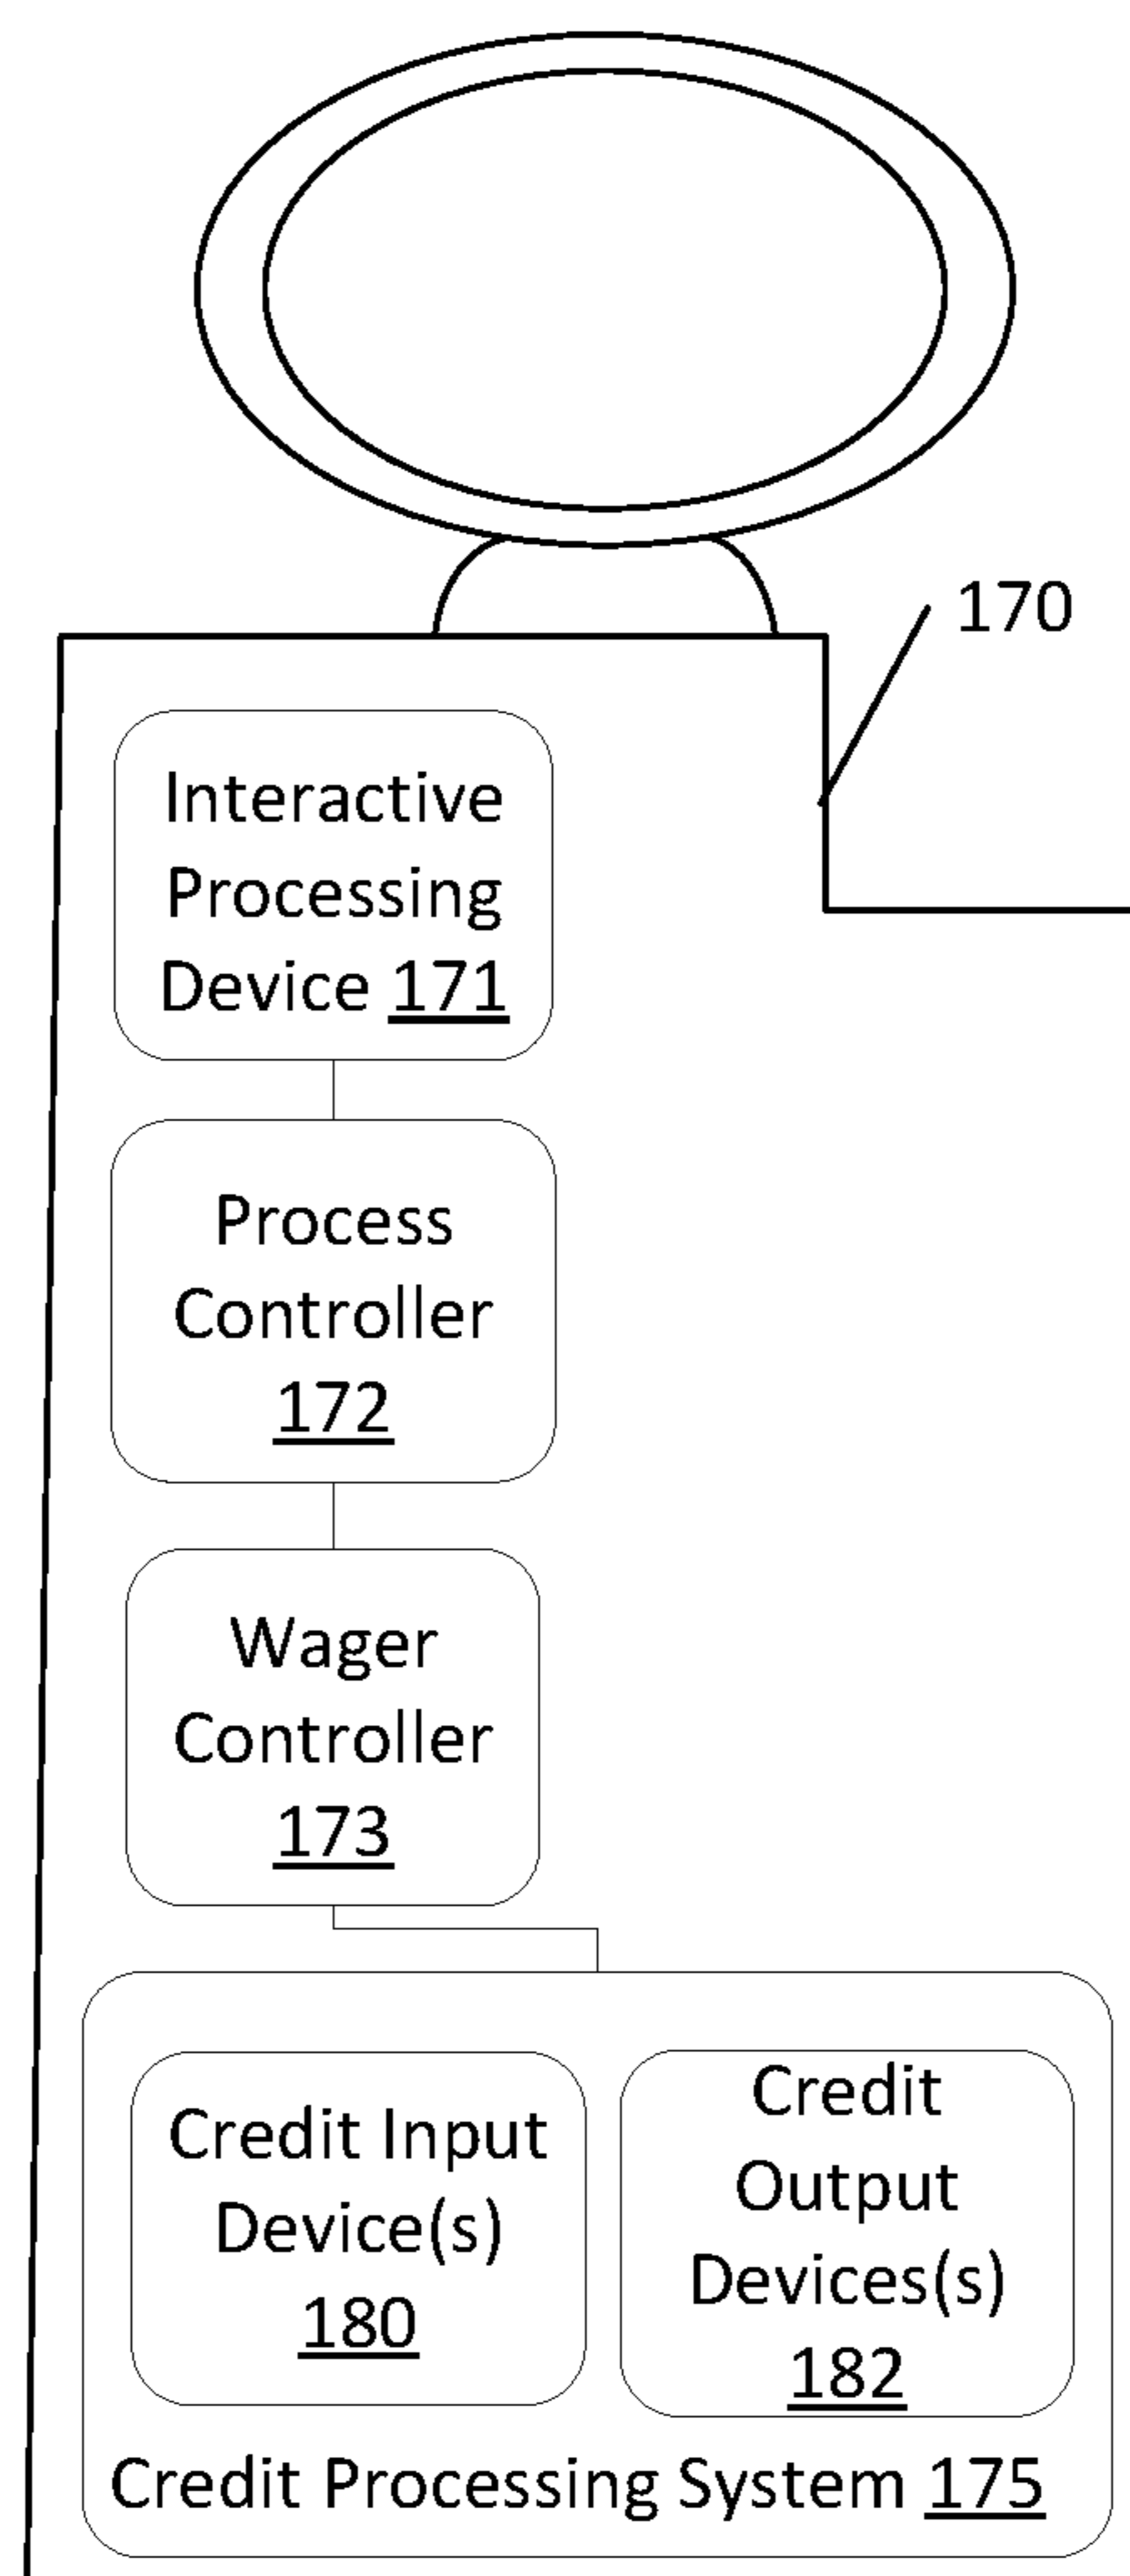 170
Interactive
Processing
Device 171
Process
Controller
172
Wager
Controller
173
Credit Input
Device(s)
180
Credit
Output
Devices(s)
182
Credit Processing System 175